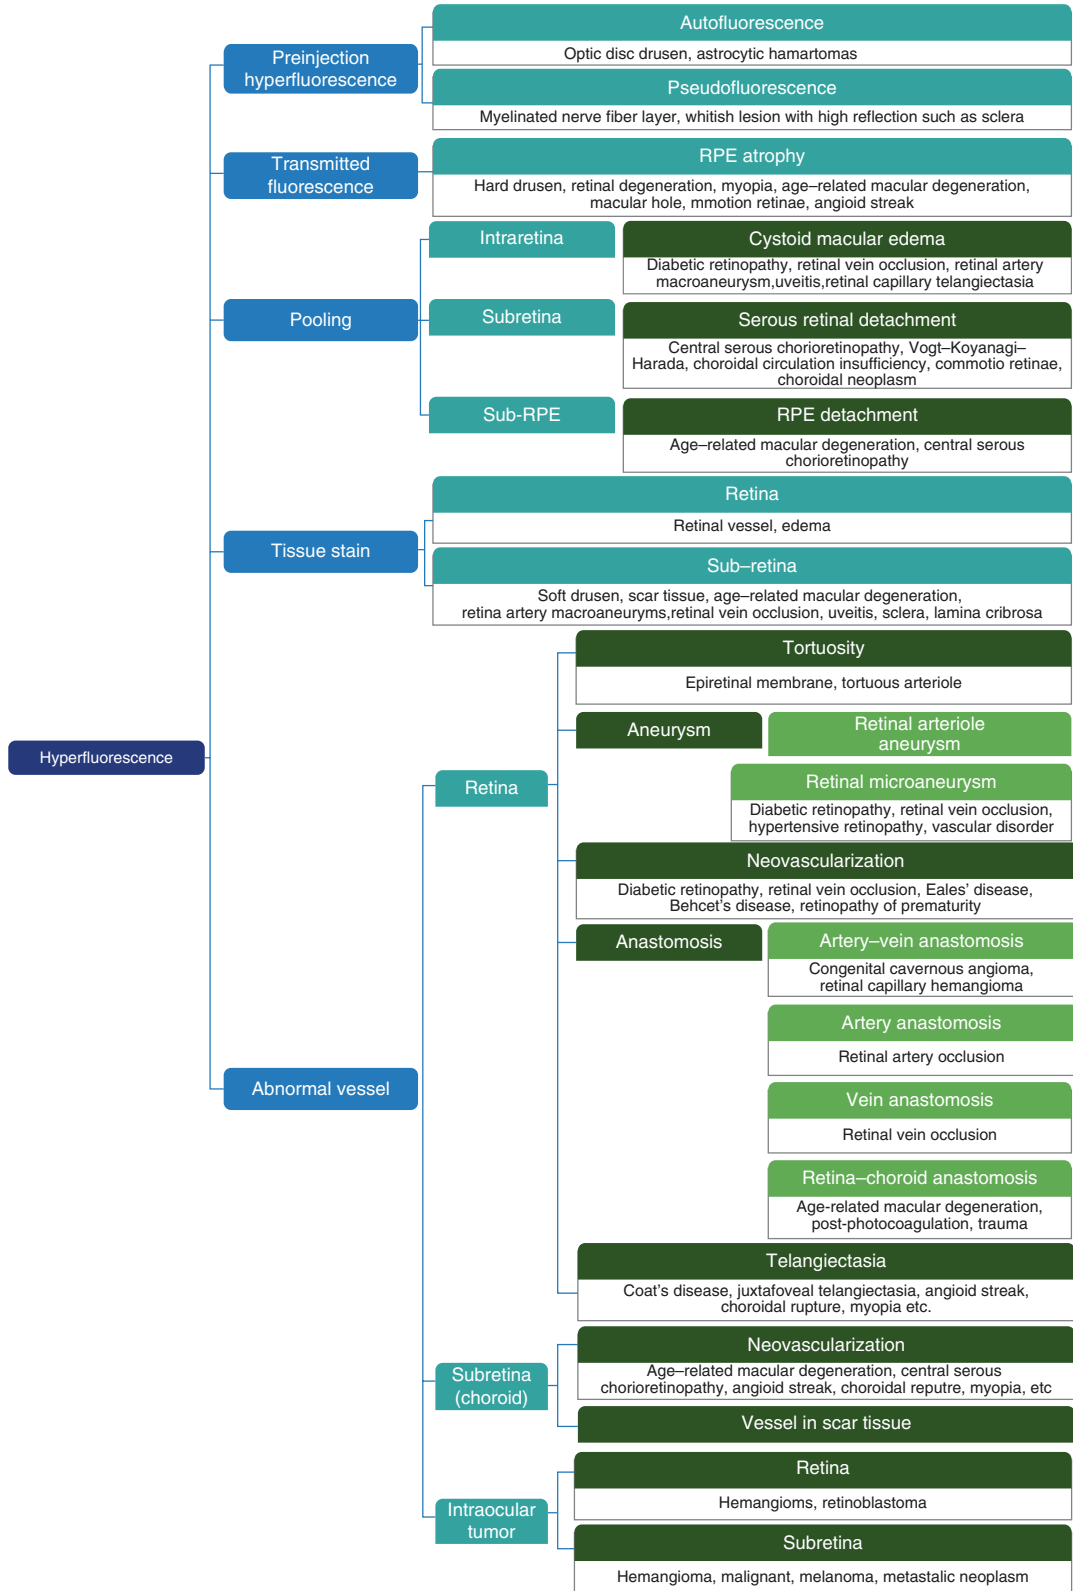 Autofluorescence
Optic disc drusen, astrocytic hamartomas
Preinjection
hyperfluorescence
Pseudofluorescence
Myelinated nerve fiber layer, whitish lesion with high reflection such as sclera
Transmitted
fluorescence
RPE atrophy
Hard drusen, retinal degeneration, myopia, age–related macular degeneration,
macular hole, mmotion retinae, angioid streak
Pooling
Intraretina
Cystoid macular edema
Diabetic retinopathy, retinal vein occlusion, retinal artery
macroaneurysm,uveitis,retinal capillary telangiectasia
Subretina
Serous retinal detachment
Central serous chorioretinopathy, Vogt–Koyanagi–
Harada, choroidal circulation insufficiency, commotio retinae,
choroidal neoplasm
Sub-RPE
RPE detachment
Age–related macular degeneration, central serous
chorioretinopathy
Tissue stain
Retina
Retinal vessel, edema
Sub–retina
Soft drusen, scar tissue, age–related macular degeneration,
retina artery macroaneuryms,retinal vein occlusion, uveitis, sclera, lamina cribrosa
Hyperfluorescence
Abnormal vessel
Retina
Tortuosity
Epiretinal membrane, tortuous arteriole
Aneurysm
Retinal arteriole
aneurysm
Retinal microaneurysm
Diabetic retinopathy, retinal vein occlusion,
hypertensive retinopathy, vascular disorder
Neovascularization
Diabetic retinopathy, retinal vein occlusion, Eales’ disease,
Behcet’s disease, retinopathy of prematurity
Anastomosis
Artery–vein anastomosis
Congenital cavernous angioma,
retinal capillary hemangioma
Artery anastomosis
Retinal artery occlusion
Vein anastomosis
Retinal vein occlusion
Retina–choroid anastomosis
Age-related macular degeneration,
post-photocoagulation, trauma
Telangiectasia
Coat’s disease, juxtafoveal telangiectasia, angioid streak,
choroidal rupture, myopia etc.
Subretina
(choroid)
Neovascularization
Age–related macular degeneration, central serous
chorioretinopathy, angioid streak, choroidal reputre, myopia, etc
Vessel in scar tissue
Intraocular
tumor
Retina
Hemangioms, retinoblastoma
Subretina
Hemangioma, malignant, melanoma, metastalic neoplasm